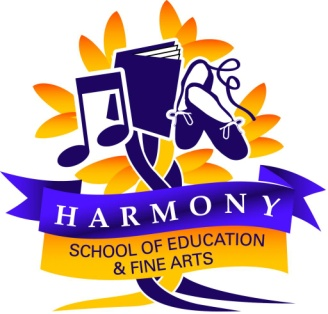 HARMONY
SCHOOL OF EDUCATION
& FINE ARTS